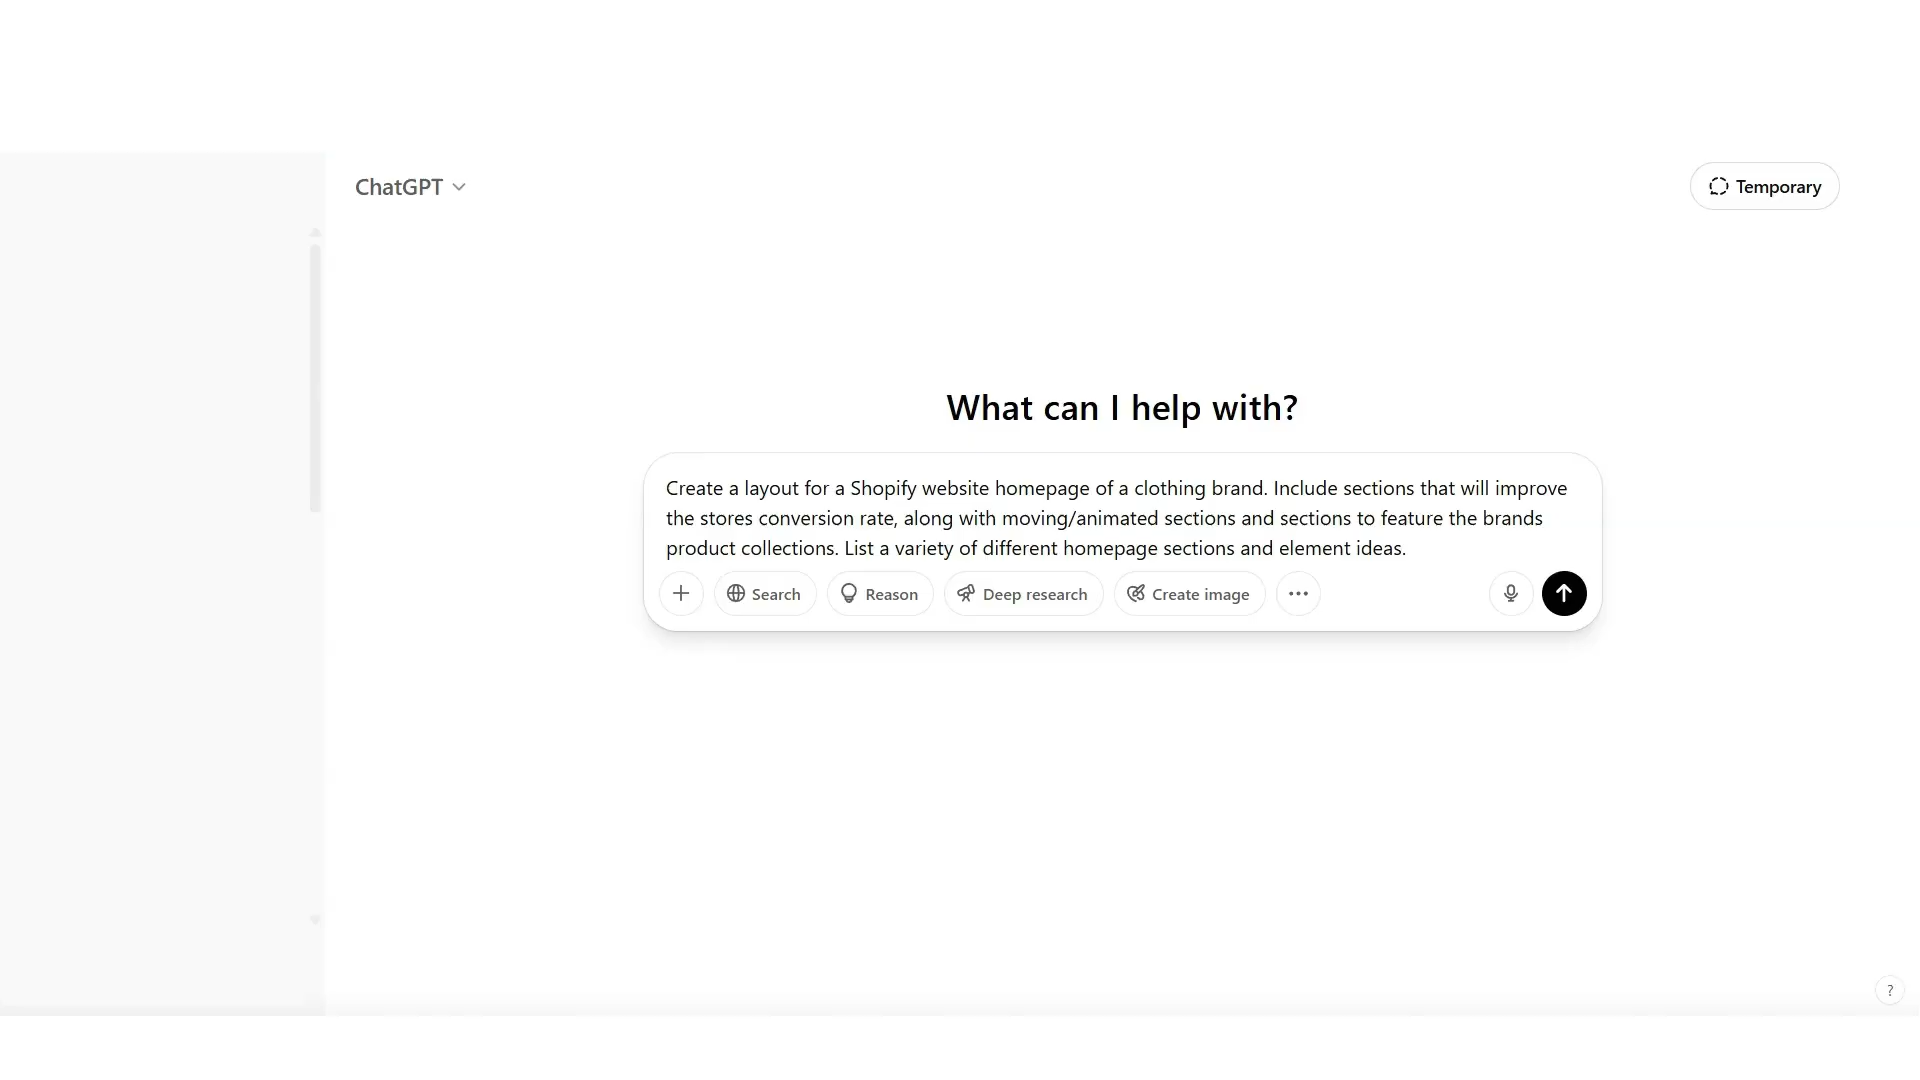 ChatGPT
Temporary
What can I help with?
Create a layout for a Shopify website homepage of a clothing brand. Include sections that will improve
the stores conversion rate, along with moving/animated sections and sections to feature the brands
product collections. List a variety of different homepage sections and element ideas.
Search
Reason
Deep research
Create image
?